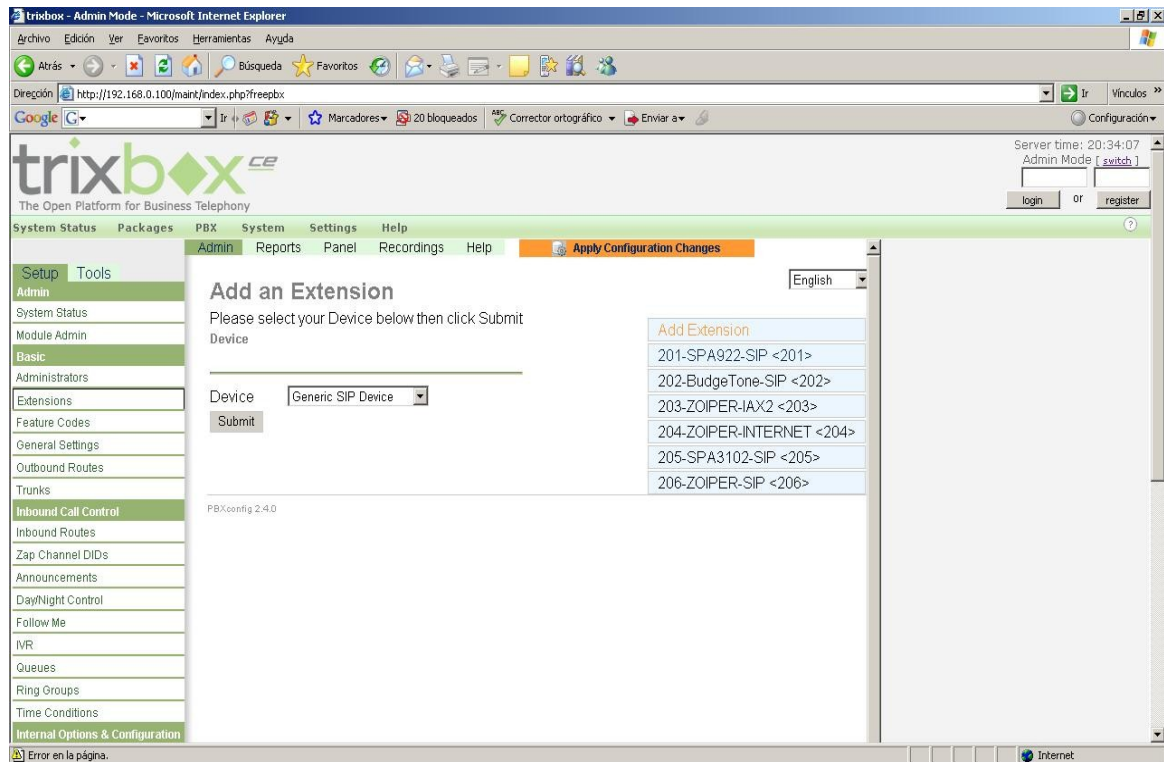 trixbox - Admin Mode - Microsoft Internet Explorer
Archivo Edición Ver Favoritos Herramientas Ayuda
Atrás Búsqueda Favoritos
Dirección http://192.168.0.100/maint/index.php?freepbx Ir Vínculos »
Google G Ir Marcadores 20 bloqueados ABC Corrector ortográfico Enviar a Configuración
trixbox ce
The Open Platform for Business Telephony
Server time: 20:34:07
Admin Mode [ switch ]
login or register
System Status Packages PBX System Settings Help ?
Admin Reports Panel Recordings Help Apply Configuration Changes
Setup Tools
Admin
System Status
Module Admin
Basic
Administrators
Extensions
Feature Codes
General Settings
Outbound Routes
Trunks
Inbound Call Control
Inbound Routes
Zap Channel DIDs
Announcements
Day/Night Control
Follow Me
IVR
Queues
Ring Groups
Time Conditions
Internal Options & Configuration
English
Add an Extension
Please select your Device below then click Submit
Device
Device Generic SIP Device
Submit
Add Extension
201-SPA922-SIP <201>
202-BudgeTone-SIP <202>
203-ZOIPER-IAX2 <203>
204-ZOIPER-INTERNET <204>
205-SPA3102-SIP <205>
206-ZOIPER-SIP <206>
PBXconfig 2.4.0
Error en la página. Internet